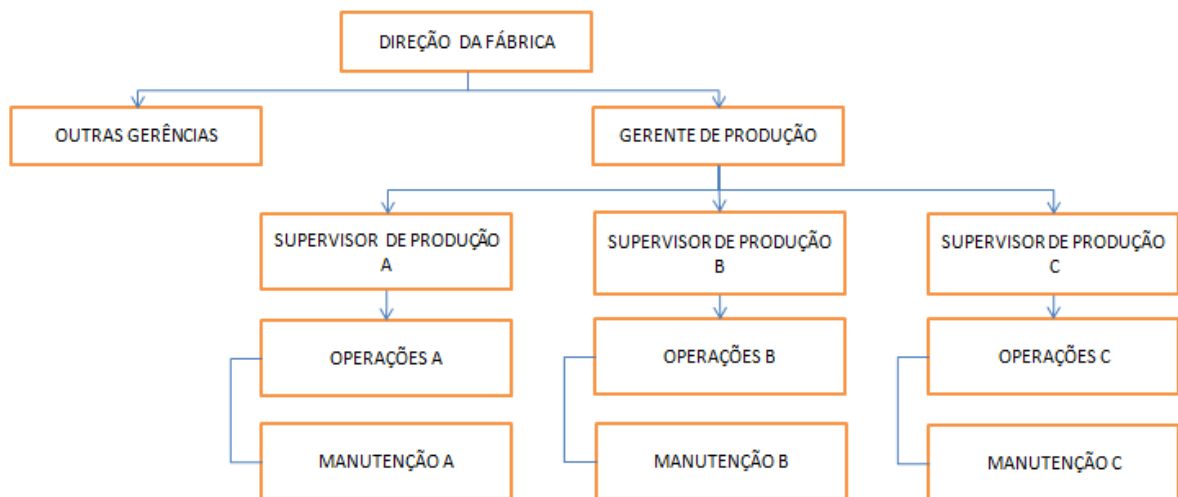 DIREÇÃO DA FÁBRICA
OUTRAS GERÊNCIAS
GERENTE DE PRODUÇÃO
SUPERVISOR DE PRODUÇÃO
A
SUPERVISOR DE PRODUÇÃO
B
SUPERVISOR DE PRODUÇÃO
C
OPERAÇÕES A
OPERAÇÕES B
OPERAÇÕES C
MANUTENÇÃO A
MANUTENÇÃO B
MANUTENÇÃO C